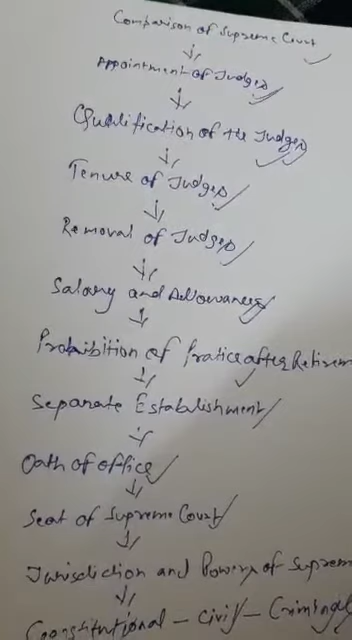 Comparison of Supreme Court
Appointment of Judges
Qualification of the Judges
Tenure of Judges
Removal of Judges
Salary and Allowances
Prohibition of Pratice after Retirem
Separate Establishment
Oath of office
Seat of Supreme Court
Jurisdiction and Powers of Suprem
Constitutional - Civil - Criminal